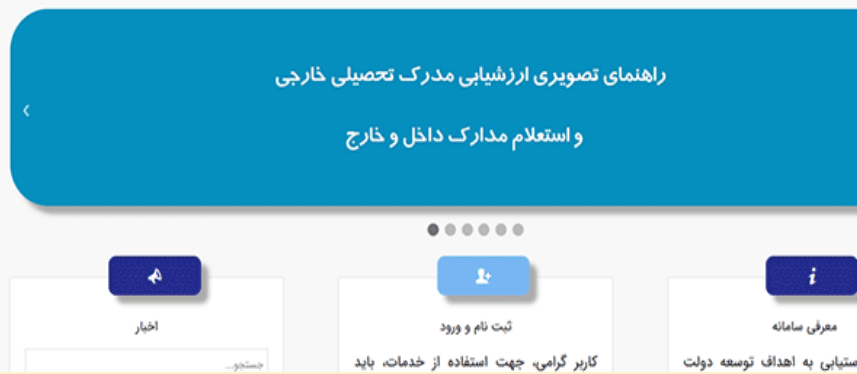 راهنمای تصویری ارزشیابی مدرک تحصیلی خارجی
و استعلام مدارک داخل و خارج
معرفی سامانه
ستیابی به اهداف توسعه دولت
ثبت نام و ورود
کاربر گرامی، جهت استفاده از خدمات، باید
اخبار
جستجو...